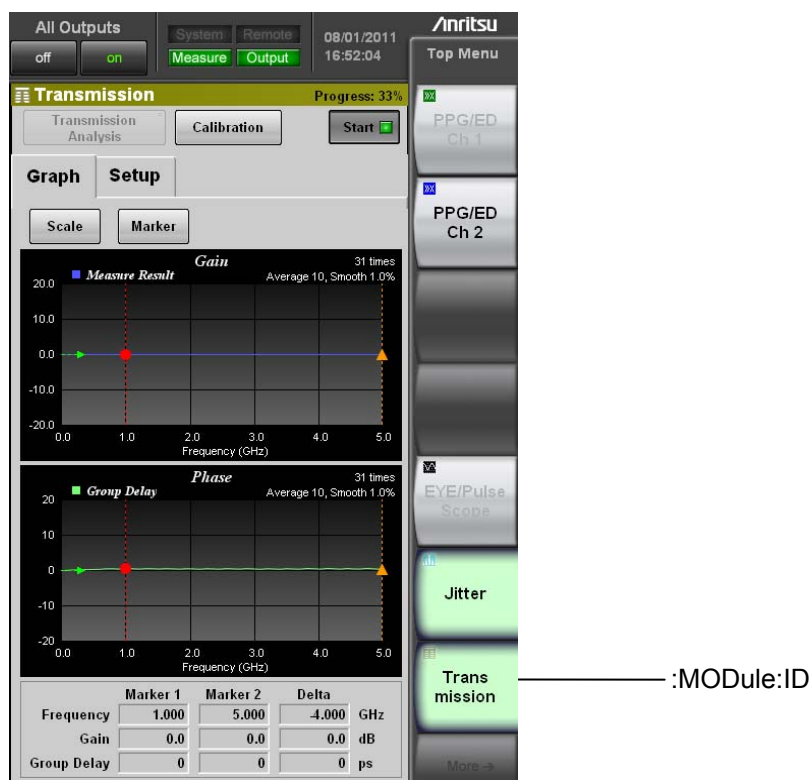 All Outputs
off on
System Remote
Measure Output
08/01/2011
16:52:04
Anritsu
Top Menu
Transmission Progress: 33%
Transmission
Analysis
Calibration
Start
Graph Setup
Scale Marker
Gain
31 times
Measure Result
Average 10, Smooth 1.0%
20.0
10.0
0.0
-10.0
-20.0
0.0 1.0 2.0 3.0 4.0 5.0
Frequency (GHz)
Phase
31 times
Group Delay
Average 10, Smooth 1.0%
20
10
0
-10
-20
0.0 1.0 2.0 3.0 4.0 5.0
Frequency (GHz)
Marker 1 Marker 2 Delta
Frequency 1.000 5.000 -4.000 GHz
Gain 0.0 0.0 0.0 dB
Group Delay 0 0 0 ps
PPG/ED
Ch 1
PPG/ED
Ch 2
EYE/Pulse
Scope
Jitter
Trans
mission
More →
:MODule:ID